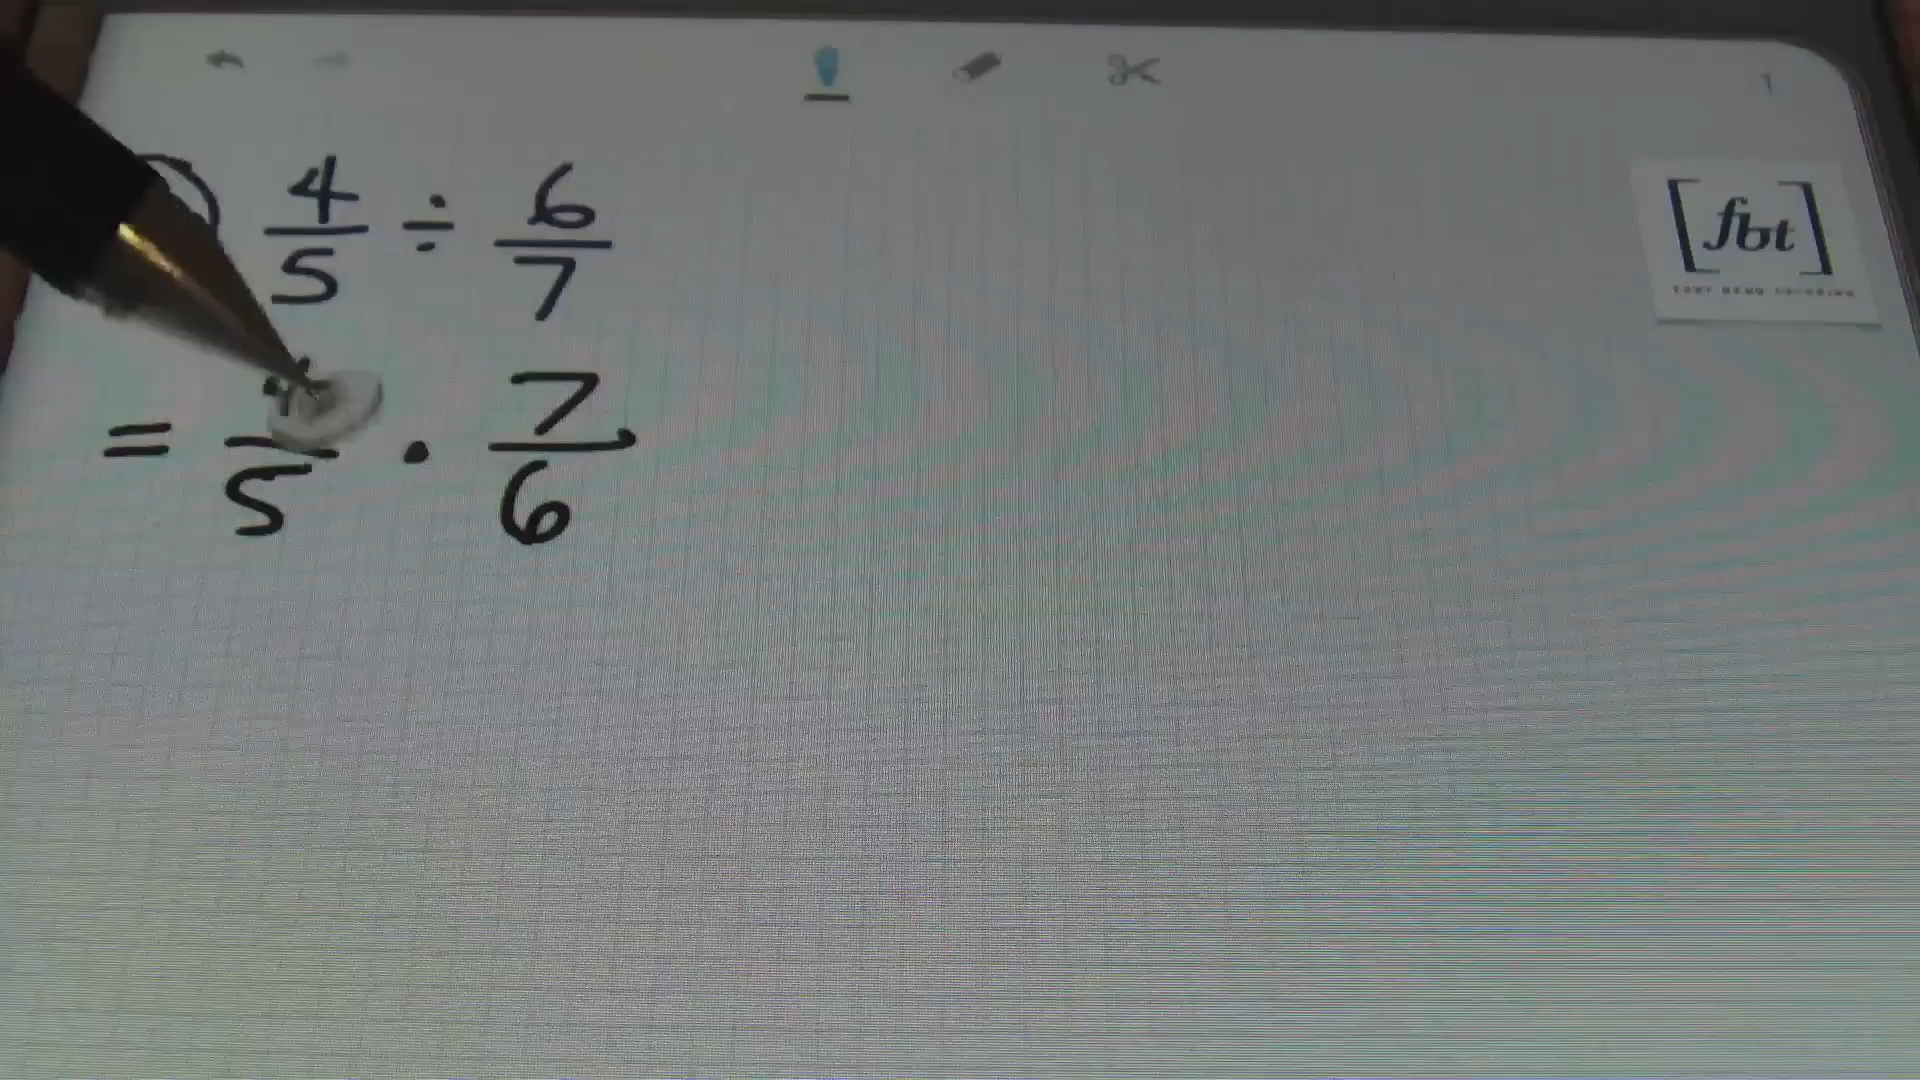 4/5 ÷ 6/7
= /5 · 7/6
1
[fbt]